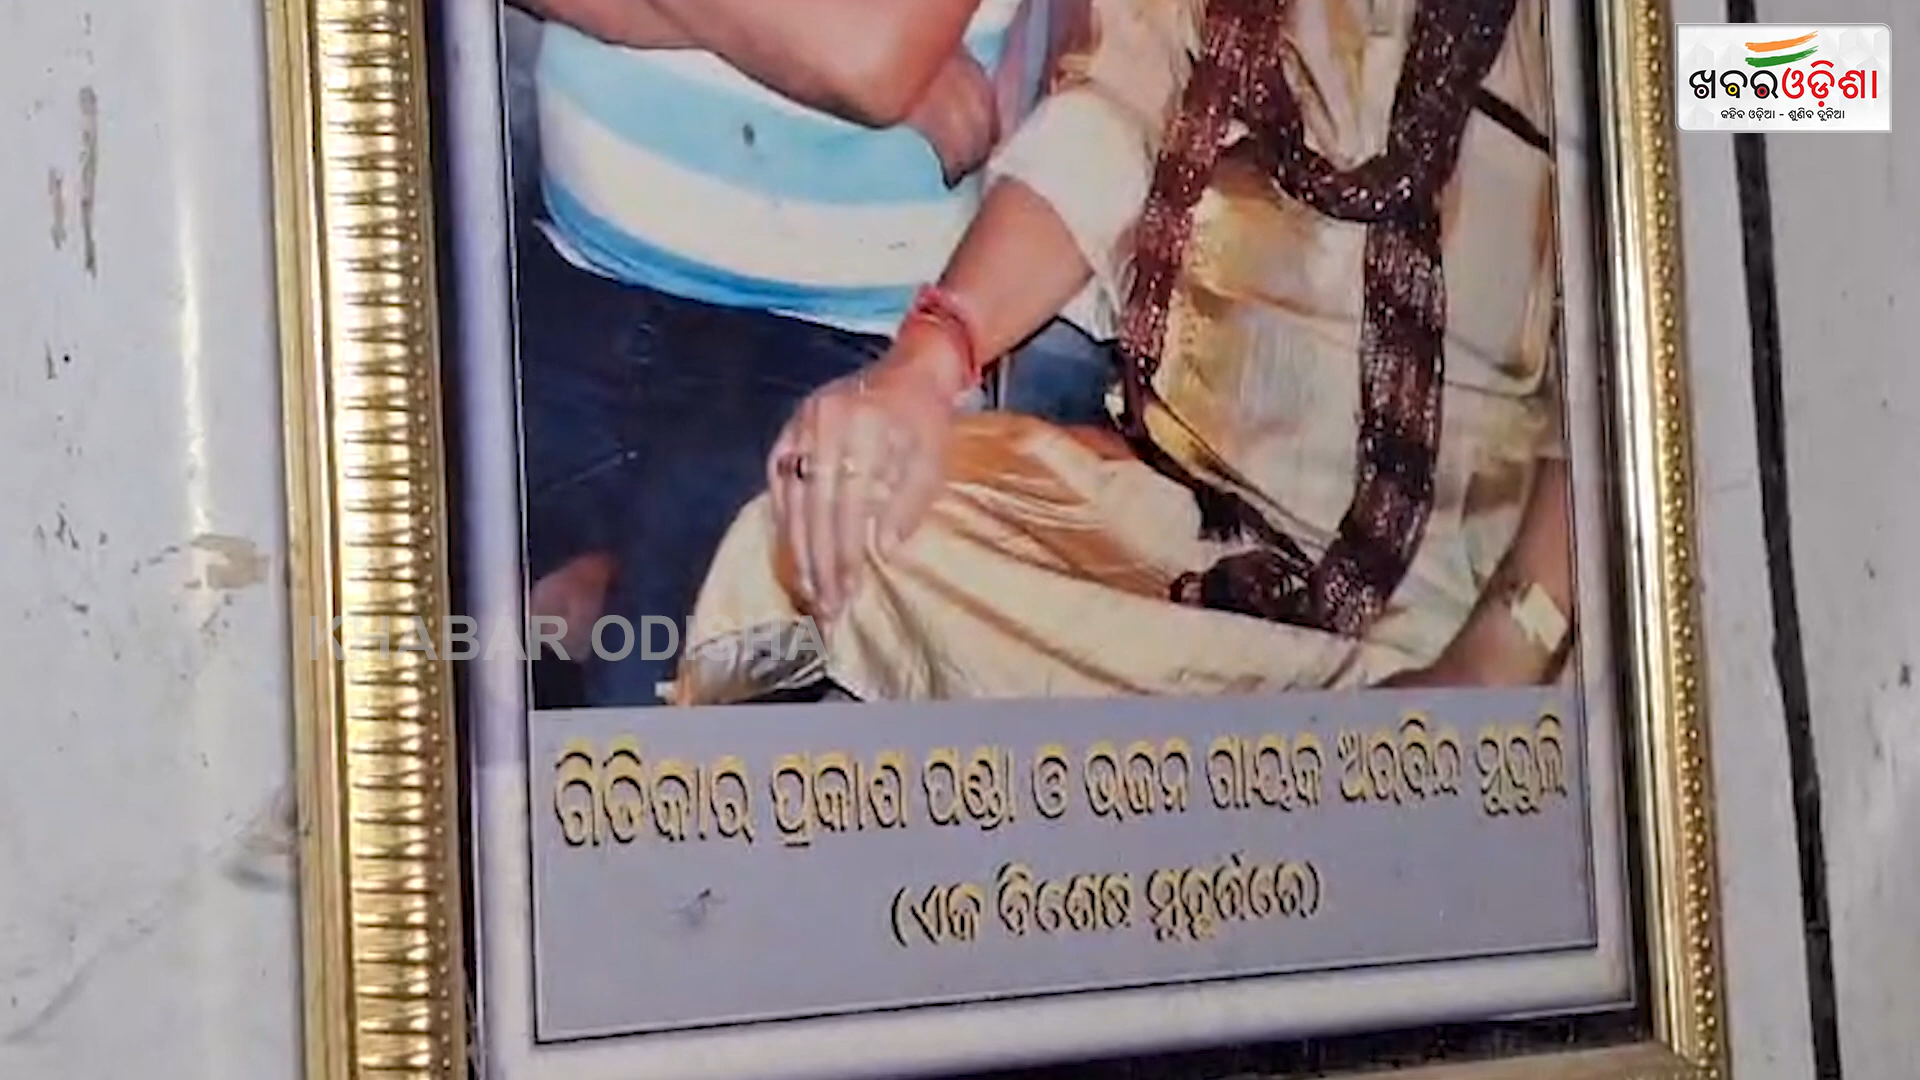 ଖବରଓଡ଼ିଶା
କହିବ ଓଡ଼ିଆ - ଶୁଣିବ ଦୁନିଆ
KHABAR ODISHA
ଗିତିକାର ପ୍ରକାଶ ପଣ୍ଡା ଓ ଭଜନ ଗାୟକ ଅରବିନ୍ଦ ମୁଦୁଲି
(ଏକ ବିଶେଷ ମୁହୂର୍ତ୍ତରେ)